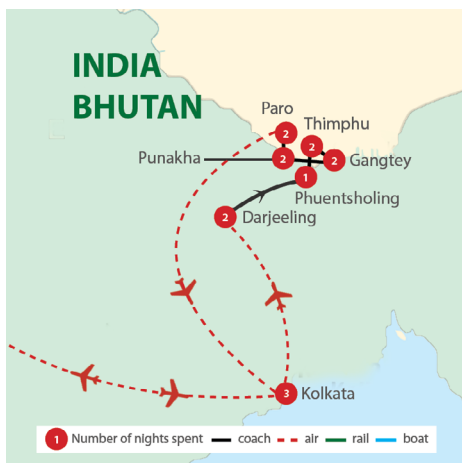 INDIA
BHUTAN
Paro
2
Thimphu
2
Punakha
2
2
Gangtey
1
Phuentsholing
2
Darjeeling
3
Kolkata
1 Number of nights spent coach air rail boat